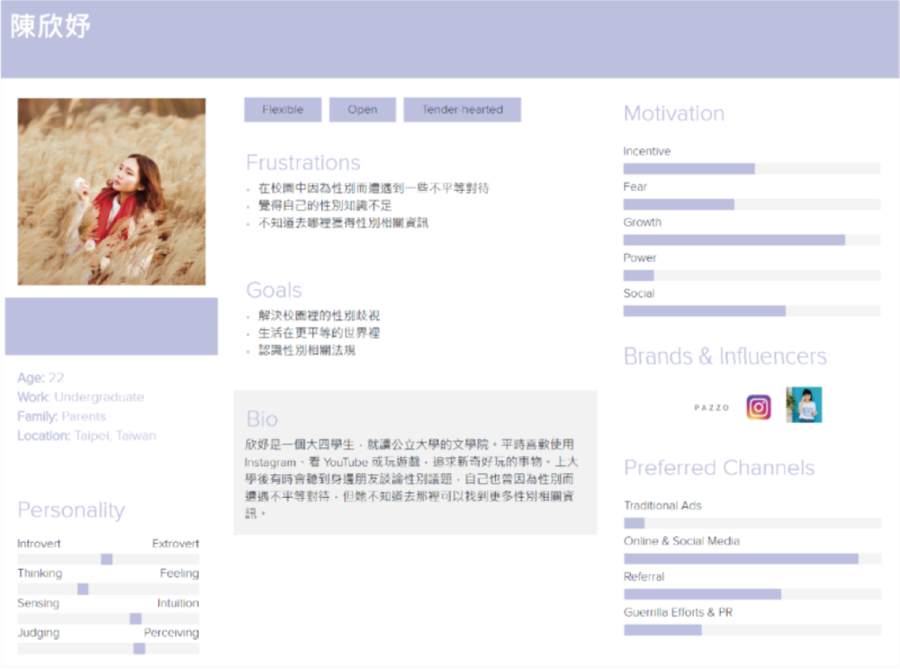 陳欣妤
Age: 22
Work: Undergraduate
Family: Parents
Location: Taipei, Taiwan
Personality
Introvert Extrovert
Thinking Feeling
Sensing Intuition
Judging Perceiving
Flexible
Open
Tender-hearted
Frustrations
在校園中因為性別而遭遇到一些不平等對待
覺得自己的性別知識不足
不知道去哪裡獲得性別相關資訊
Goals
解決校園裡的性別歧視
生活在更平等的世界裡
認識性別相關法規
Bio
欣妤是一個大四學生，就讀公立大學的文學院。平時喜歡使用
Instagram、看 YouTube 或玩遊戲，追求新奇好玩的事物。上大
學後有時會聽到身邊朋友談論性別議題，自己也曾因為性別而
遭遇不平等對待，但她不知道去那裡可以找到更多性別相關資
訊。
Motivation
Incentive
Fear
Growth
Power
Social
Brands & Influencers
PAZZO
Preferred Channels
Traditional Ads
Online & Social Media
Referral
Guerrilla Efforts & PR